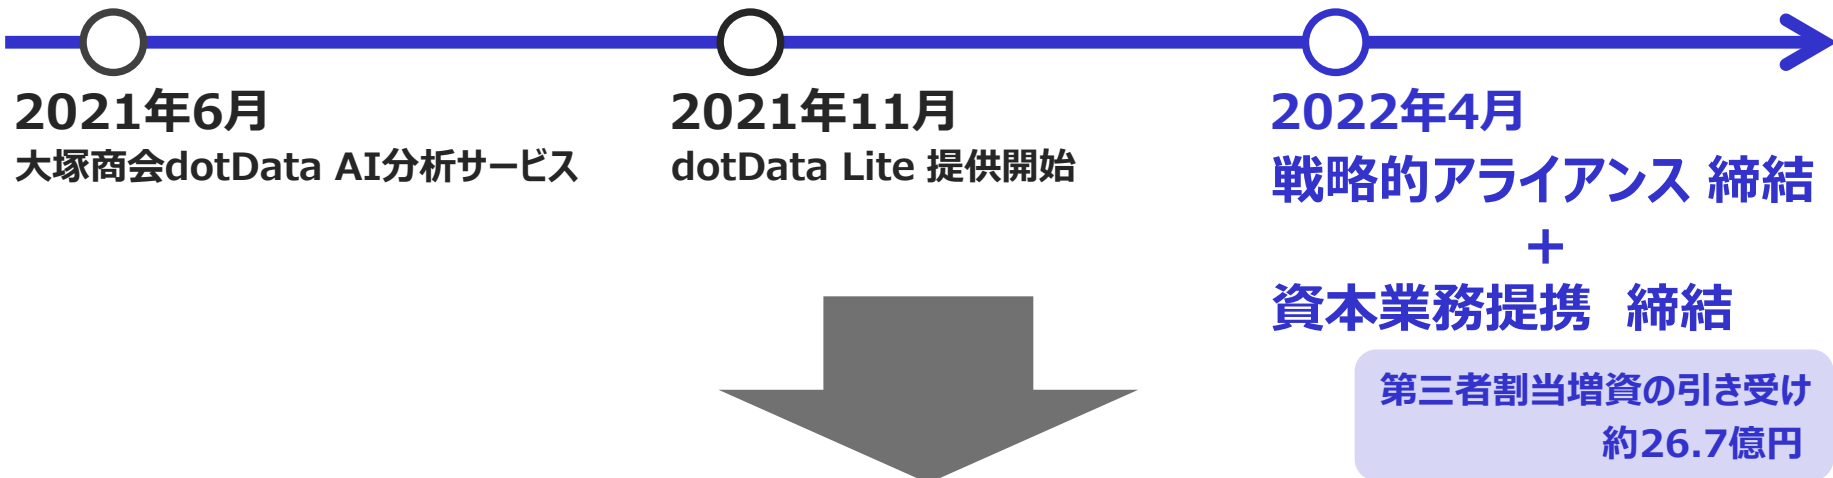 2021年6月
大塚商会dotData AI分析サービス
2021年11月
dotData Lite 提供開始
2022年4月
戦略的アライアンス 締結
+
資本業務提携　締結
第三者割当増資の引き受け
約26.7億円